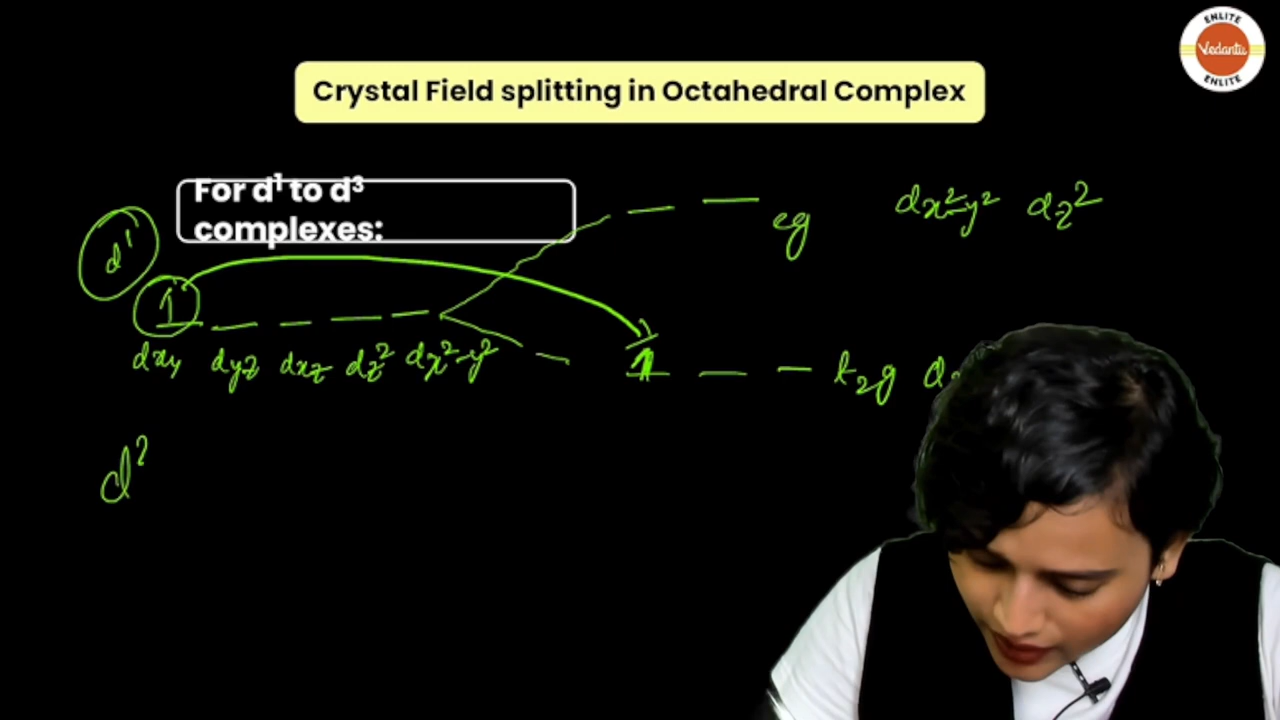 ENLITE
Vedantu
ENLITE
Crystal Field splitting in Octahedral Complex
For d¹ to d³
complexes:
d¹
1
eg dx²-y² dz²
dxy dyz dxz dz² dx²-y²
1 t₂g
d²